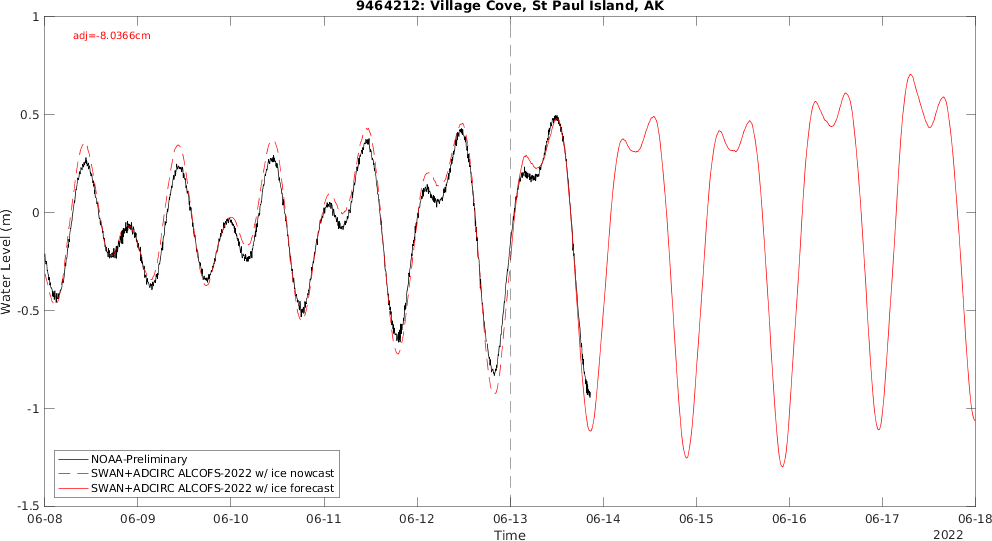 9464212: Village Cove, St Paul Island, AK
adj=-8.0366cm
Water Level (m)
1
0.5
0
-0.5
-1
-1.5
NOAA-Preliminary
SWAN+ADCIRC ALCOFS-2022 w/ ice nowcast
SWAN+ADCIRC ALCOFS-2022 w/ ice forecast
06-08 06-09 06-10 06-11 06-12 06-13 06-14 06-15 06-16 06-17 06-18
Time
2022